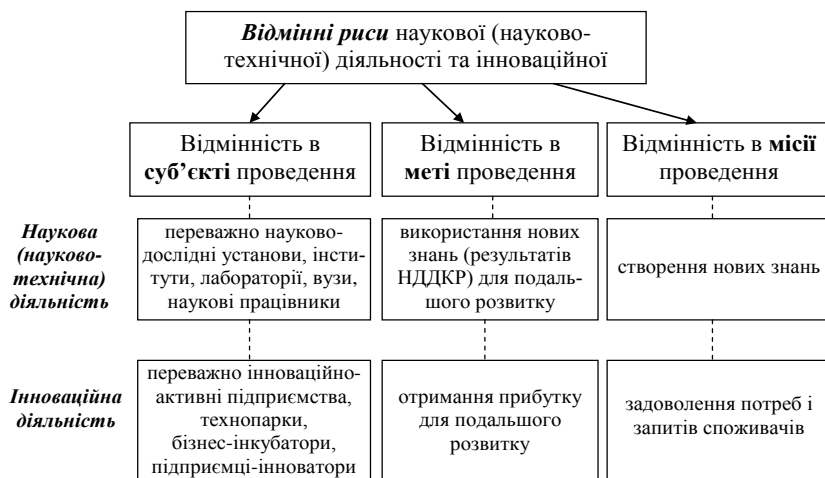 Відмінні риси наукової (науково-
технічної) діяльності та інноваційної
Відмінність в
суб’єкті проведення
Відмінність в
меті проведення
Відмінність в місії
проведення
Наукова
(науково-
технічна)
діяльність
переважно науково-
дослідні установи, інсти-
тути, лабораторії, вузи,
наукові працівники
використання нових
знань (результатів
НДДКР) для подаль-
шого розвитку
створення нових знань
Інноваційна
діяльність
переважно інноваційно-
активні підприємства,
технопарки,
бізнес-інкубатори,
підприємці-інноватори
отримання прибутку
для подальшого
розвитку
задоволення потреб і
запитів споживачів